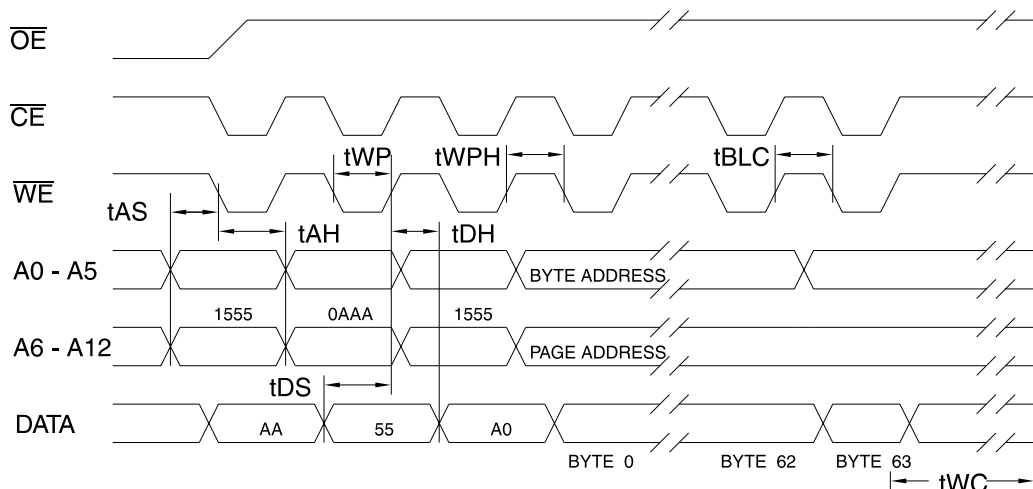 OE
CE
tWP tWPH tBLC
WE
tAS
tAH tDH
A0 - A5 BYTE ADDRESS
1555 0AAA 1555
A6 - A12 PAGE ADDRESS
tDS
DATA AA 55 A0
BYTE 0 BYTE 62 BYTE 63
tWC